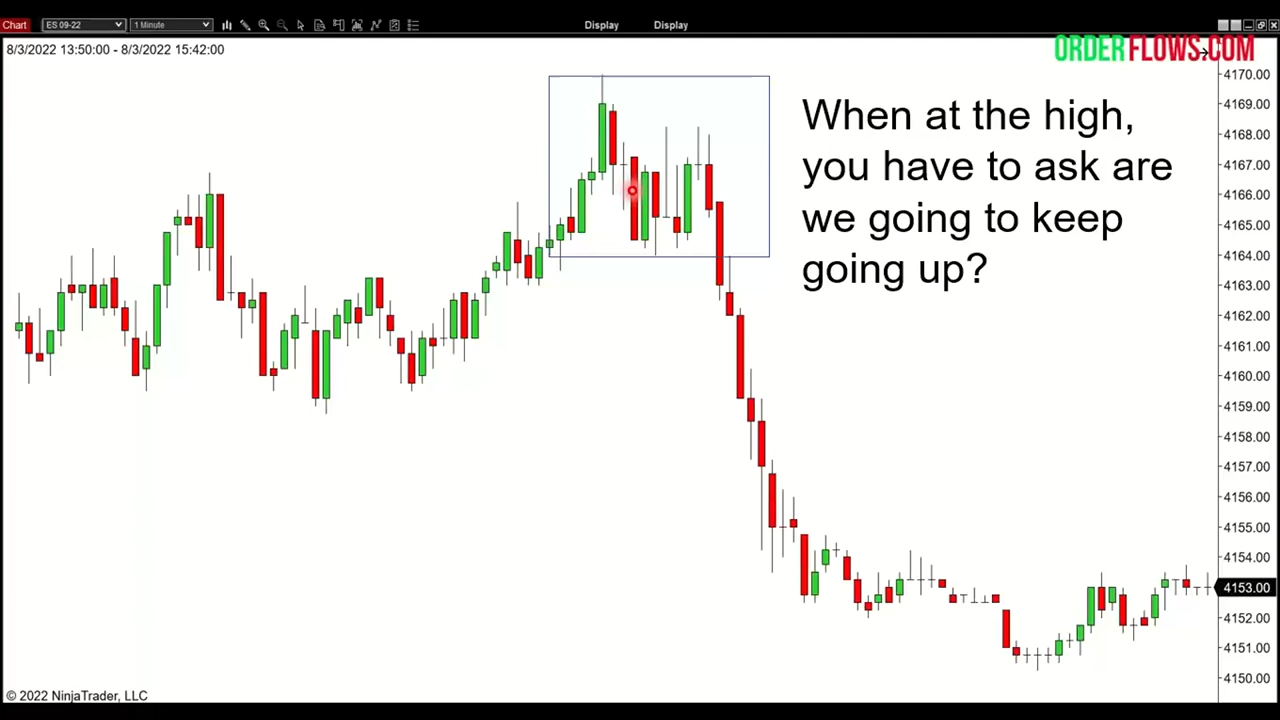 Chart
ES 09-22
1 Minute
Display
Display
8/3/2022 13:50:00 - 8/3/2022 15:42:00
ORDERFLOWS.COM
When at the high,
you have to ask are
we going to keep
going up?
4170.00
4169.00
4168.00
4167.00
4166.00
4165.00
4164.00
4163.00
4162.00
4161.00
4160.00
4159.00
4158.00
4157.00
4156.00
4155.00
4154.00
4153.00
4152.00
4151.00
4150.00
© 2022 NinjaTrader, LLC